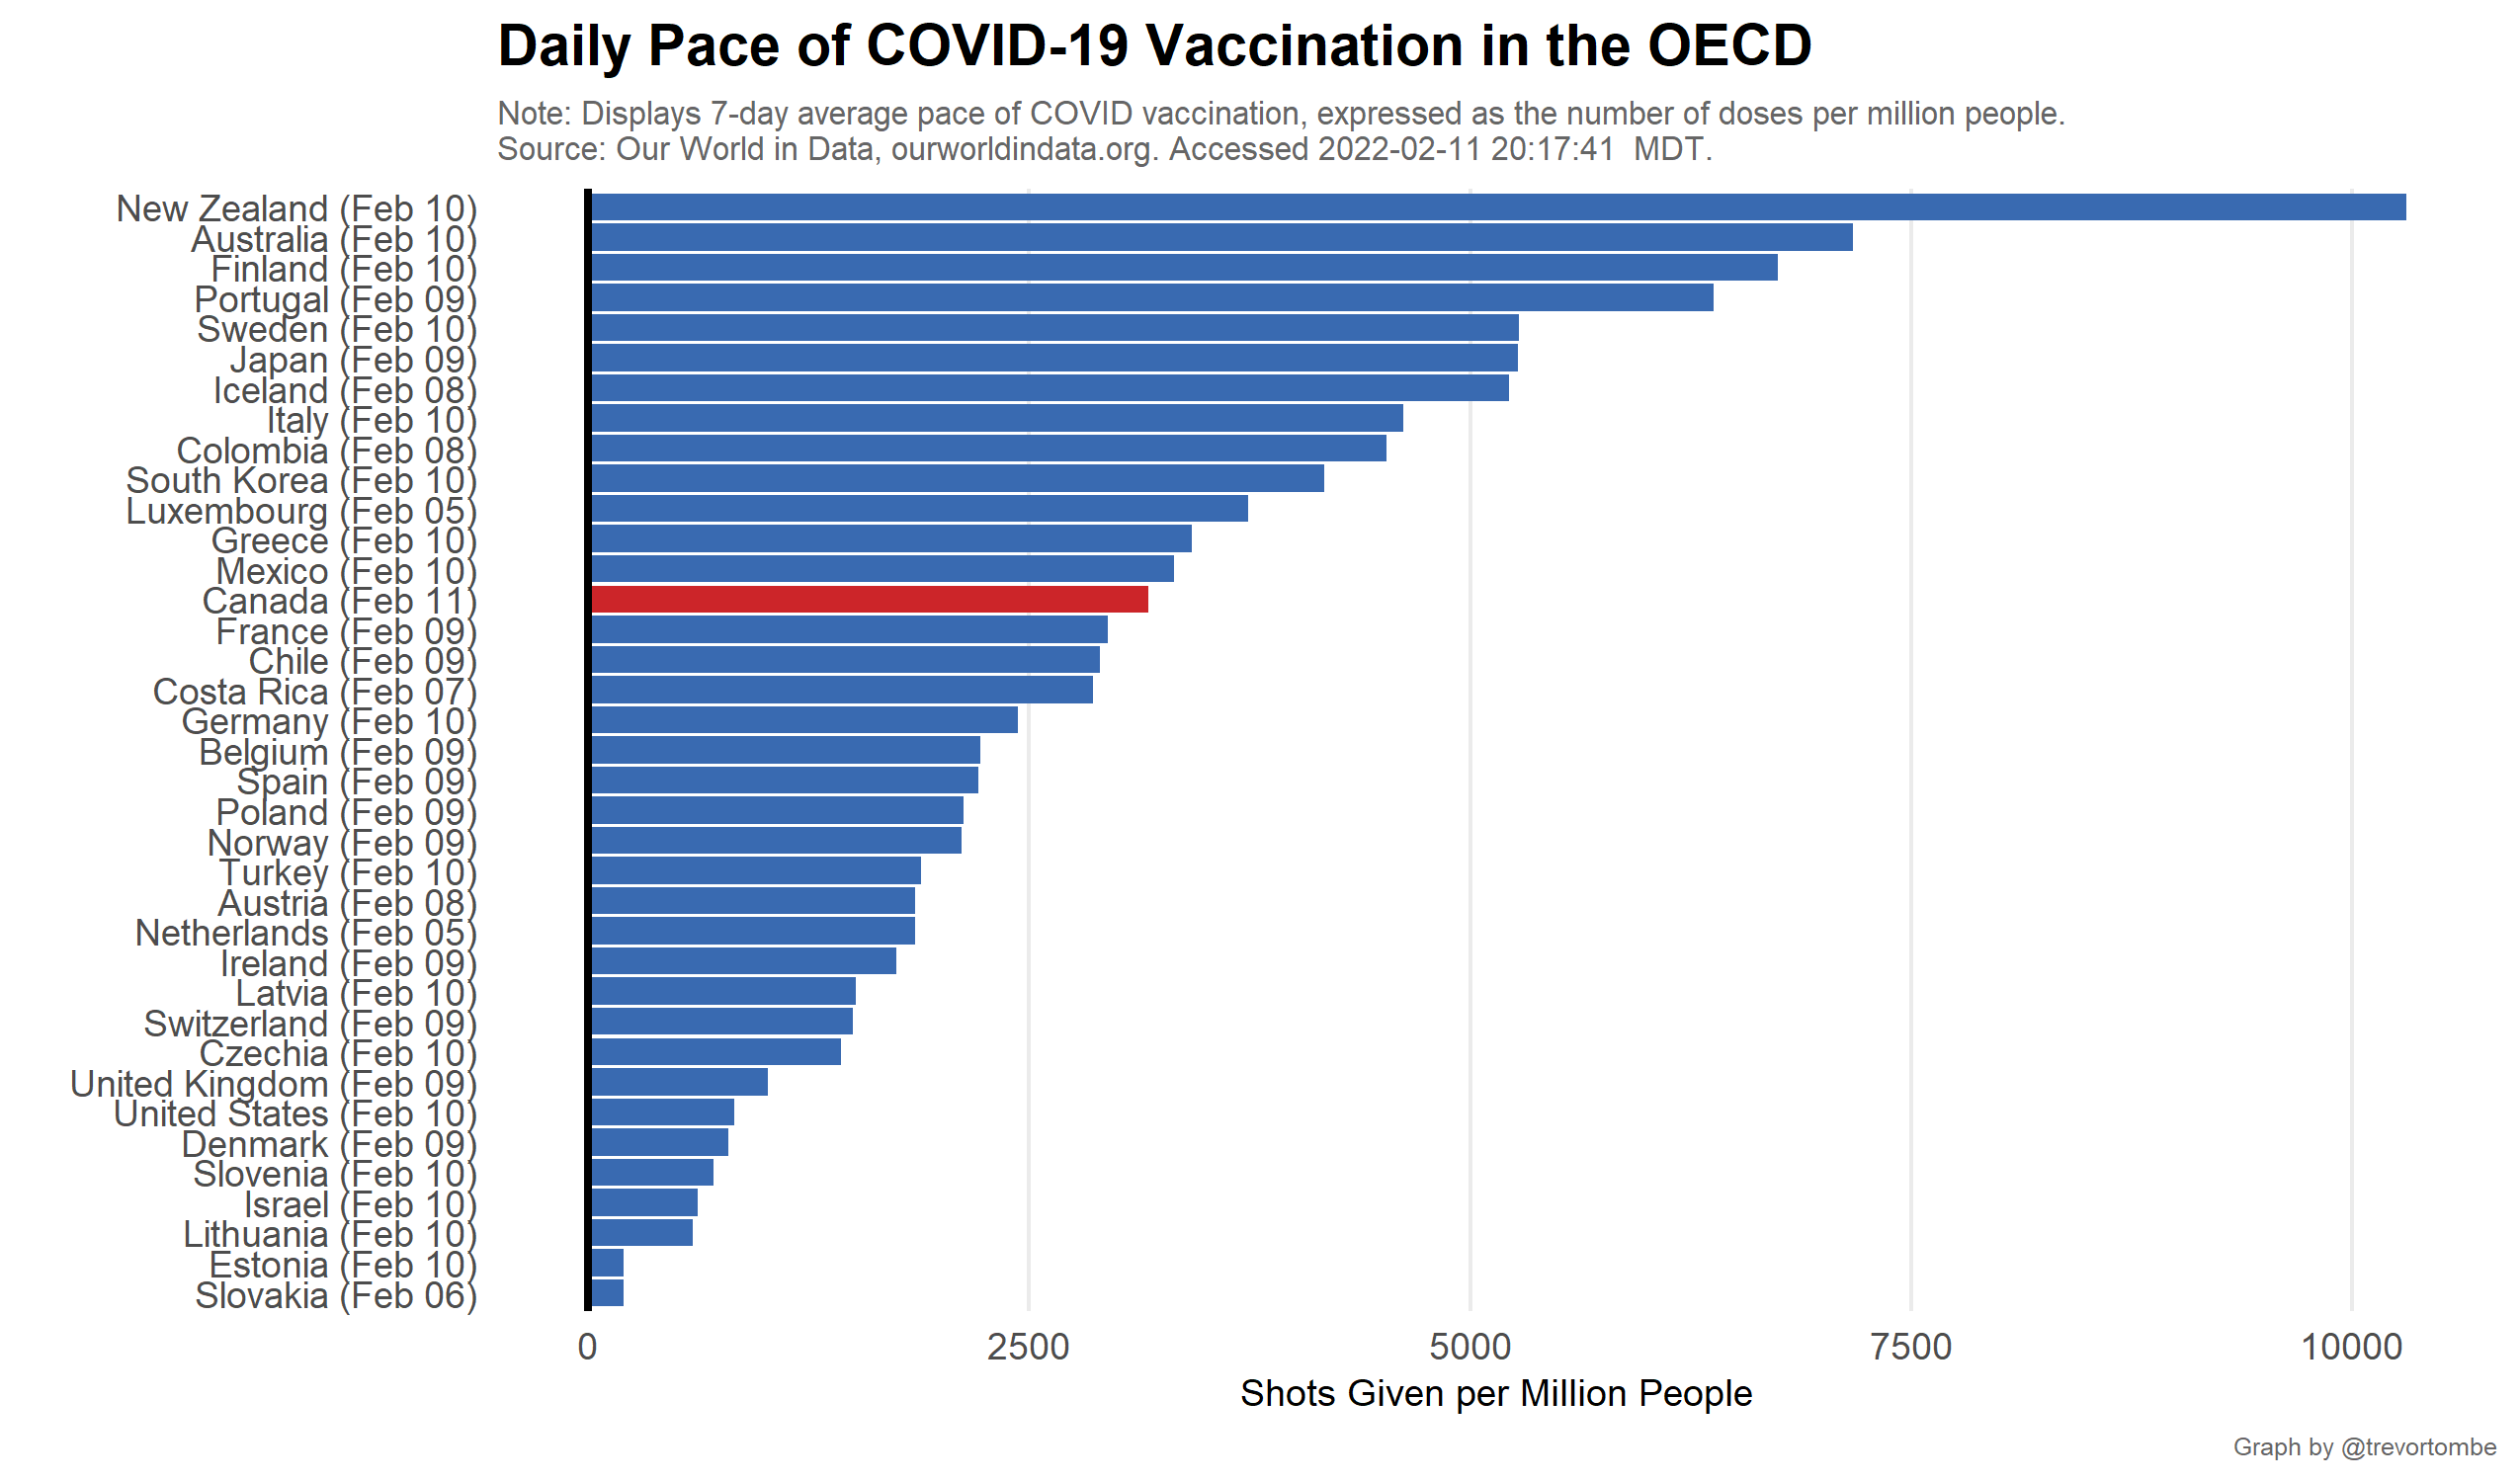 Daily Pace of COVID-19 Vaccination in the OECD
Note: Displays 7-day average pace of COVID vaccination, expressed as the number of doses per million people.
Source: Our World in Data, ourworldindata.org. Accessed 2022-02-11 20:17:41  MDT.
New Zealand (Feb 10)
Australia (Feb 10)
Finland (Feb 10)
Portugal (Feb 09)
Sweden (Feb 10)
Japan (Feb 09)
Iceland (Feb 08)
Italy (Feb 10)
Colombia (Feb 08)
South Korea (Feb 10)
Luxembourg (Feb 05)
Greece (Feb 10)
Mexico (Feb 10)
Canada (Feb 11)
France (Feb 09)
Chile (Feb 09)
Costa Rica (Feb 07)
Germany (Feb 10)
Belgium (Feb 09)
Spain (Feb 09)
Poland (Feb 09)
Norway (Feb 09)
Turkey (Feb 10)
Austria (Feb 08)
Netherlands (Feb 05)
Ireland (Feb 09)
Latvia (Feb 10)
Switzerland (Feb 09)
Czechia (Feb 10)
United Kingdom (Feb 09)
United States (Feb 10)
Denmark (Feb 09)
Slovenia (Feb 10)
Israel (Feb 10)
Lithuania (Feb 10)
Estonia (Feb 10)
Slovakia (Feb 06)
0 2500 5000 7500 10000
Shots Given per Million People
Graph by @trevortombe